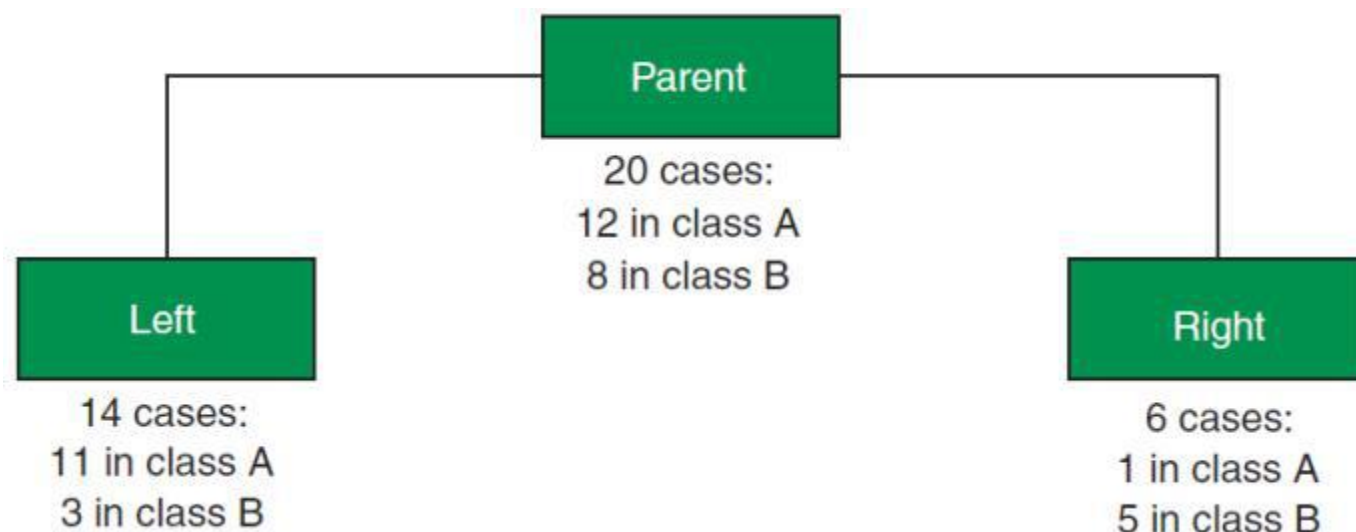 Parent
20 cases:
12 in class A
8 in class B
Left
14 cases:
11 in class A
3 in class B
Right
6 cases:
1 in class A
5 in class B